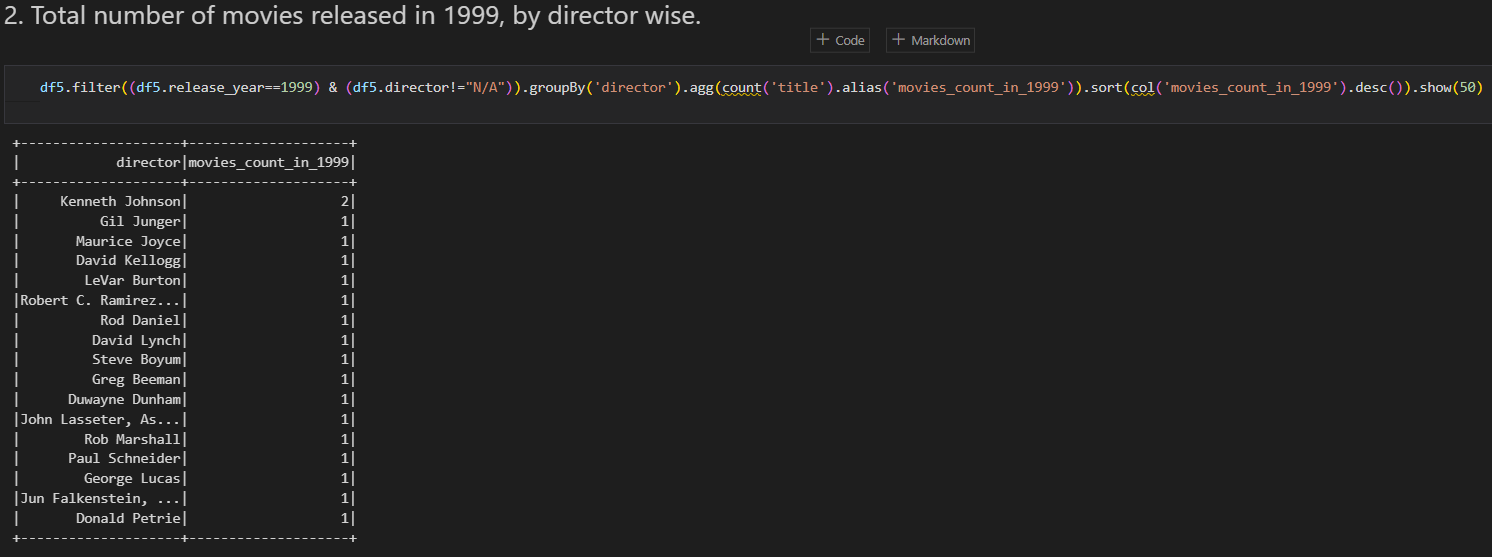 2. Total number of movies released in 1999, by director wise.
+ Code + Markdown
df5.filter((df5.release_year==1999) & (df5.director!="N/A")).groupBy('director').agg(count('title').alias('movies_count_in_1999')).sort(col('movies_count_in_1999').desc()).show(50)
+--------------------+--------------------+
|            director|movies_count_in_1999|
+--------------------+--------------------+
|     Kenneth Johnson|                   2|
|          Gil Junger|                   1|
|       Maurice Joyce|                   1|
|       David Kellogg|                   1|
|        LeVar Burton|                   1|
|Robert C. Ramirez...|                   1|
|          Rod Daniel|                   1|
|         David Lynch|                   1|
|         Steve Boyum|                   1|
|         Greg Beeman|                   1|
|      Duwayne Dunham|                   1|
|John Lasseter, As...|                   1|
|        Rob Marshall|                   1|
|      Paul Schneider|                   1|
|        George Lucas|                   1|
|Jun Falkenstein, ...|                   1|
|       Donald Petrie|                   1|
+--------------------+--------------------+